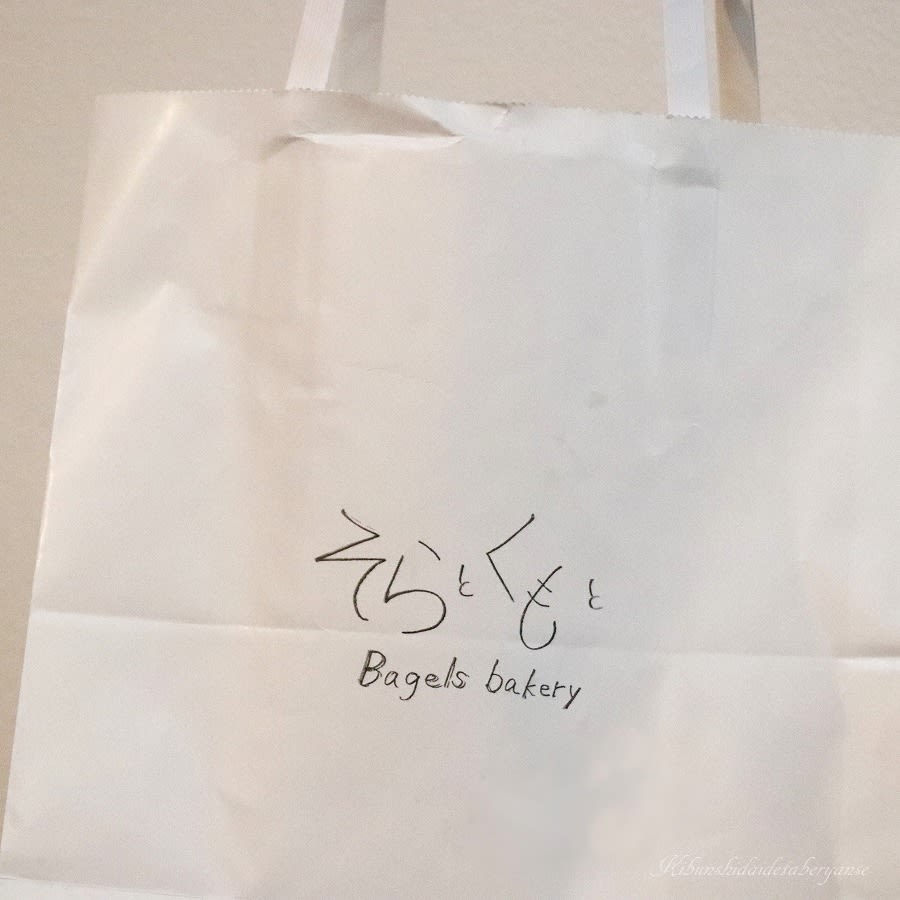 そらとくもと
Bagels bakery
Kibunshidaidetaberyanse